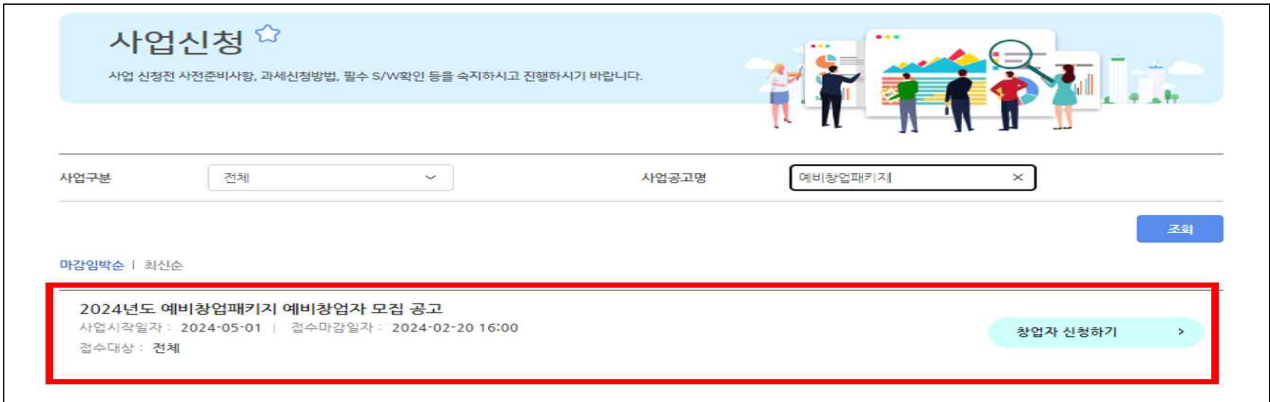 사업신청
사업 신청전 사전준비사항, 과세신청방법, 필수 S/W확인 등을 숙지하시고 진행하시기 바랍니다.
사업구분 전체 사업공고명 예비창업패키지
조회
마감임박순 | 최신순
2024년도 예비창업패키지 예비창업자 모집 공고
사업시작일자 : 2024-05-01 | 접수마감일자 : 2024-02-20 16:00
창업자 신청하기 >
접수대상 : 전체